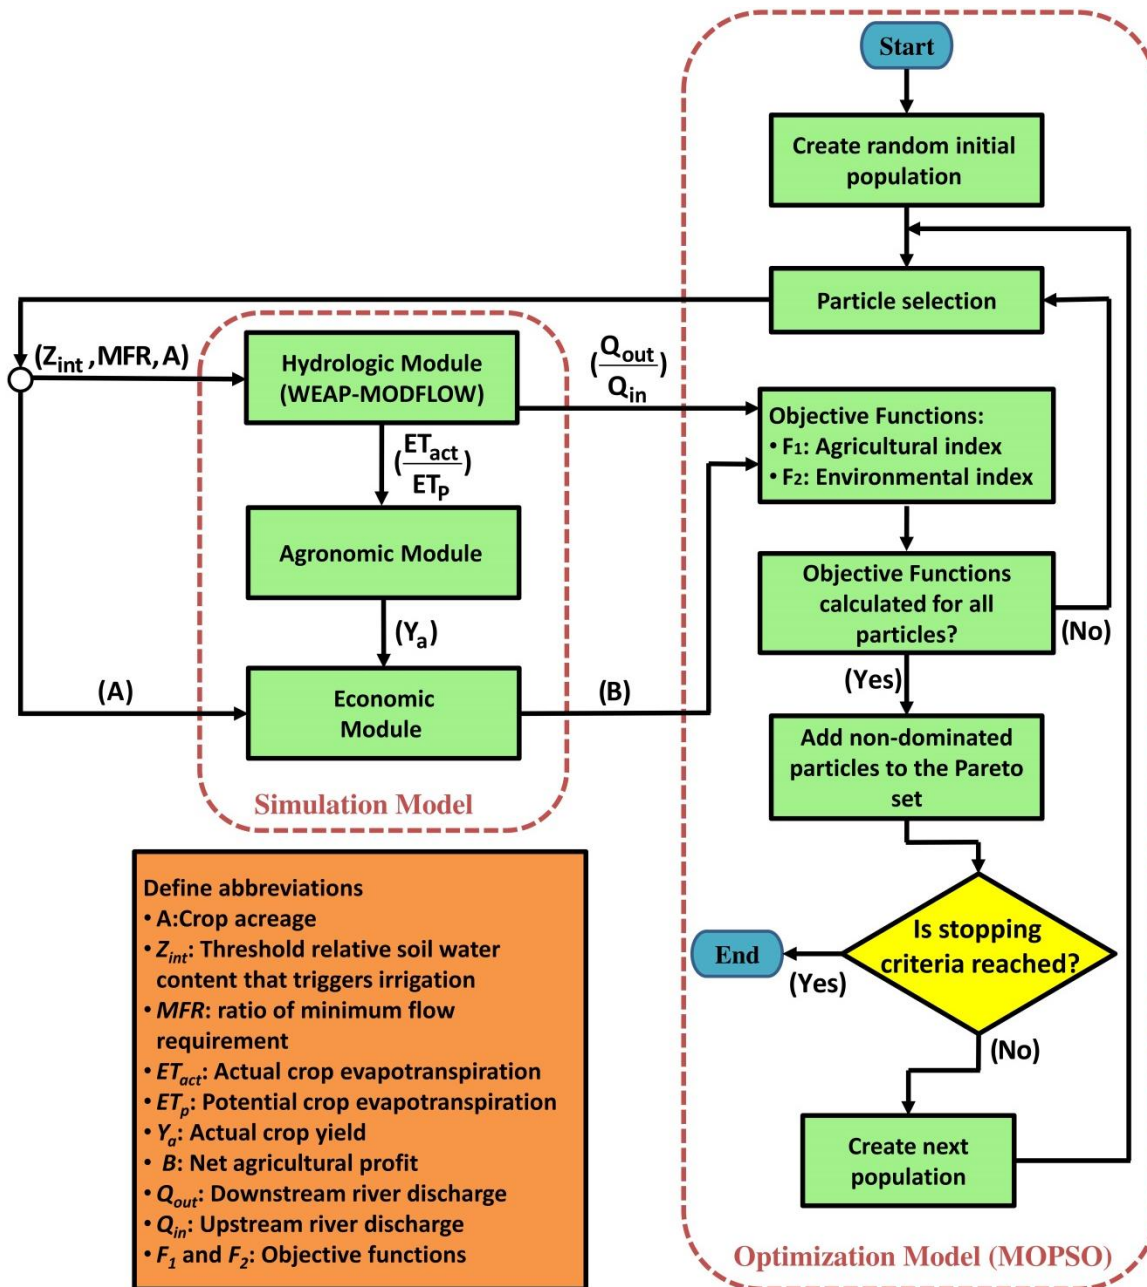 Start
Create random initial
population
Particle selection
(Z_int ,MFR, A)
Hydrologic Module
(WEAP-MODFLOW)
(Q_out/Q_in)
Objective Functions:
• F₁: Agricultural index
• F₂: Environmental index
(ET_act/ET_P)
Agronomic Module
Objective Functions
calculated for all
particles?
(No)
(Y_a)
(Yes)
(A)
Economic
Module
(B)
Add non-dominated
particles to the Pareto
set
Simulation Model
Is stopping
criteria reached?
End
(Yes)
(No)
Create next
population
Optimization Model (MOPSO)
Define abbreviations
• A:Crop acreage
• Z_int: Threshold relative soil water
content that triggers irrigation
• MFR: ratio of minimum flow
requirement
• ET_act: Actual crop evapotranspiration
• ET_p: Potential crop evapotranspiration
• Y_a: Actual crop yield
• B: Net agricultural profit
• Q_out: Downstream river discharge
• Q_in: Upstream river discharge
• F₁ and F₂: Objective functions